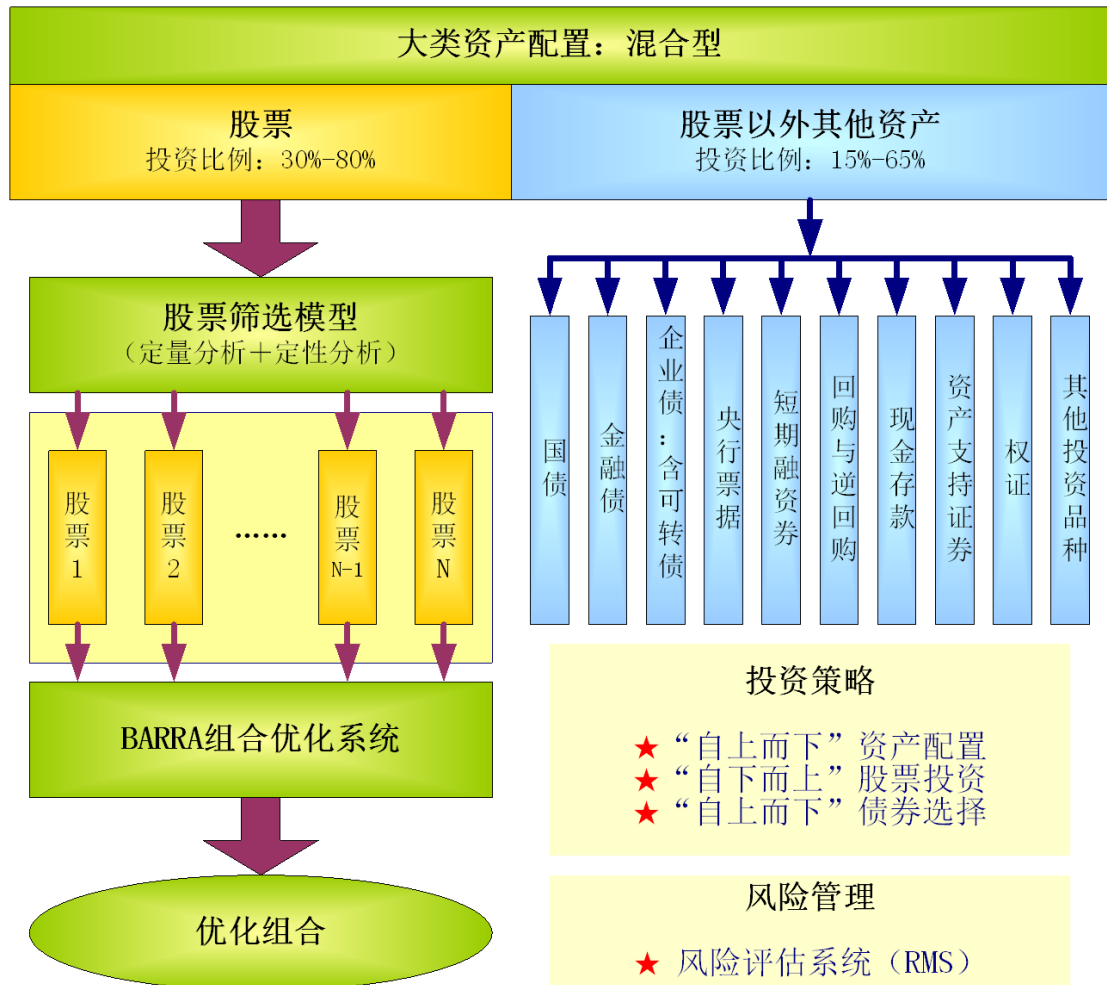 大类资产配置：混合型
股票
投资比例：30%-80%
股票以外其他资产
投资比例：15%-65%
股票筛选模型
（定量分析＋定性分析）
股票1
股票2
……
股票N-1
股票N
BARRA组合优化系统
优化组合
国债
金融债
企业债：含可转债
央行票据
短期融资券
回购与逆回购
现金存款
资产支持证券
权证
其他投资品种
投资策略
★“自上而下”资产配置
★“自下而上”股票投资
★“自上而下”债券选择
风险管理
★ 风险评估系统（RMS）